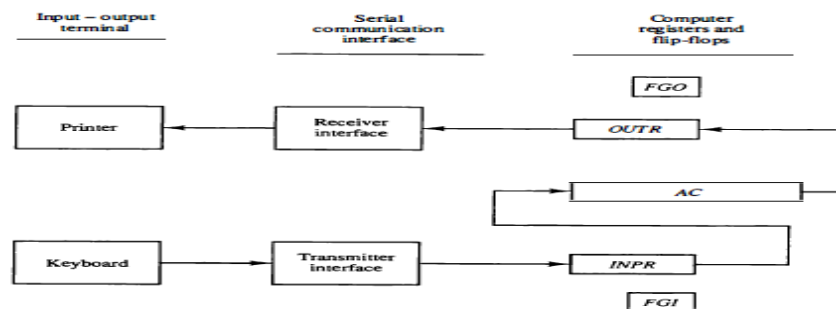 Input – output
terminal
Serial
communication
interface
Computer
registers and
flip-flops
FGO
Printer
Receiver
interface
OUTR
AC
Keyboard
Transmitter
interface
INPR
FGI